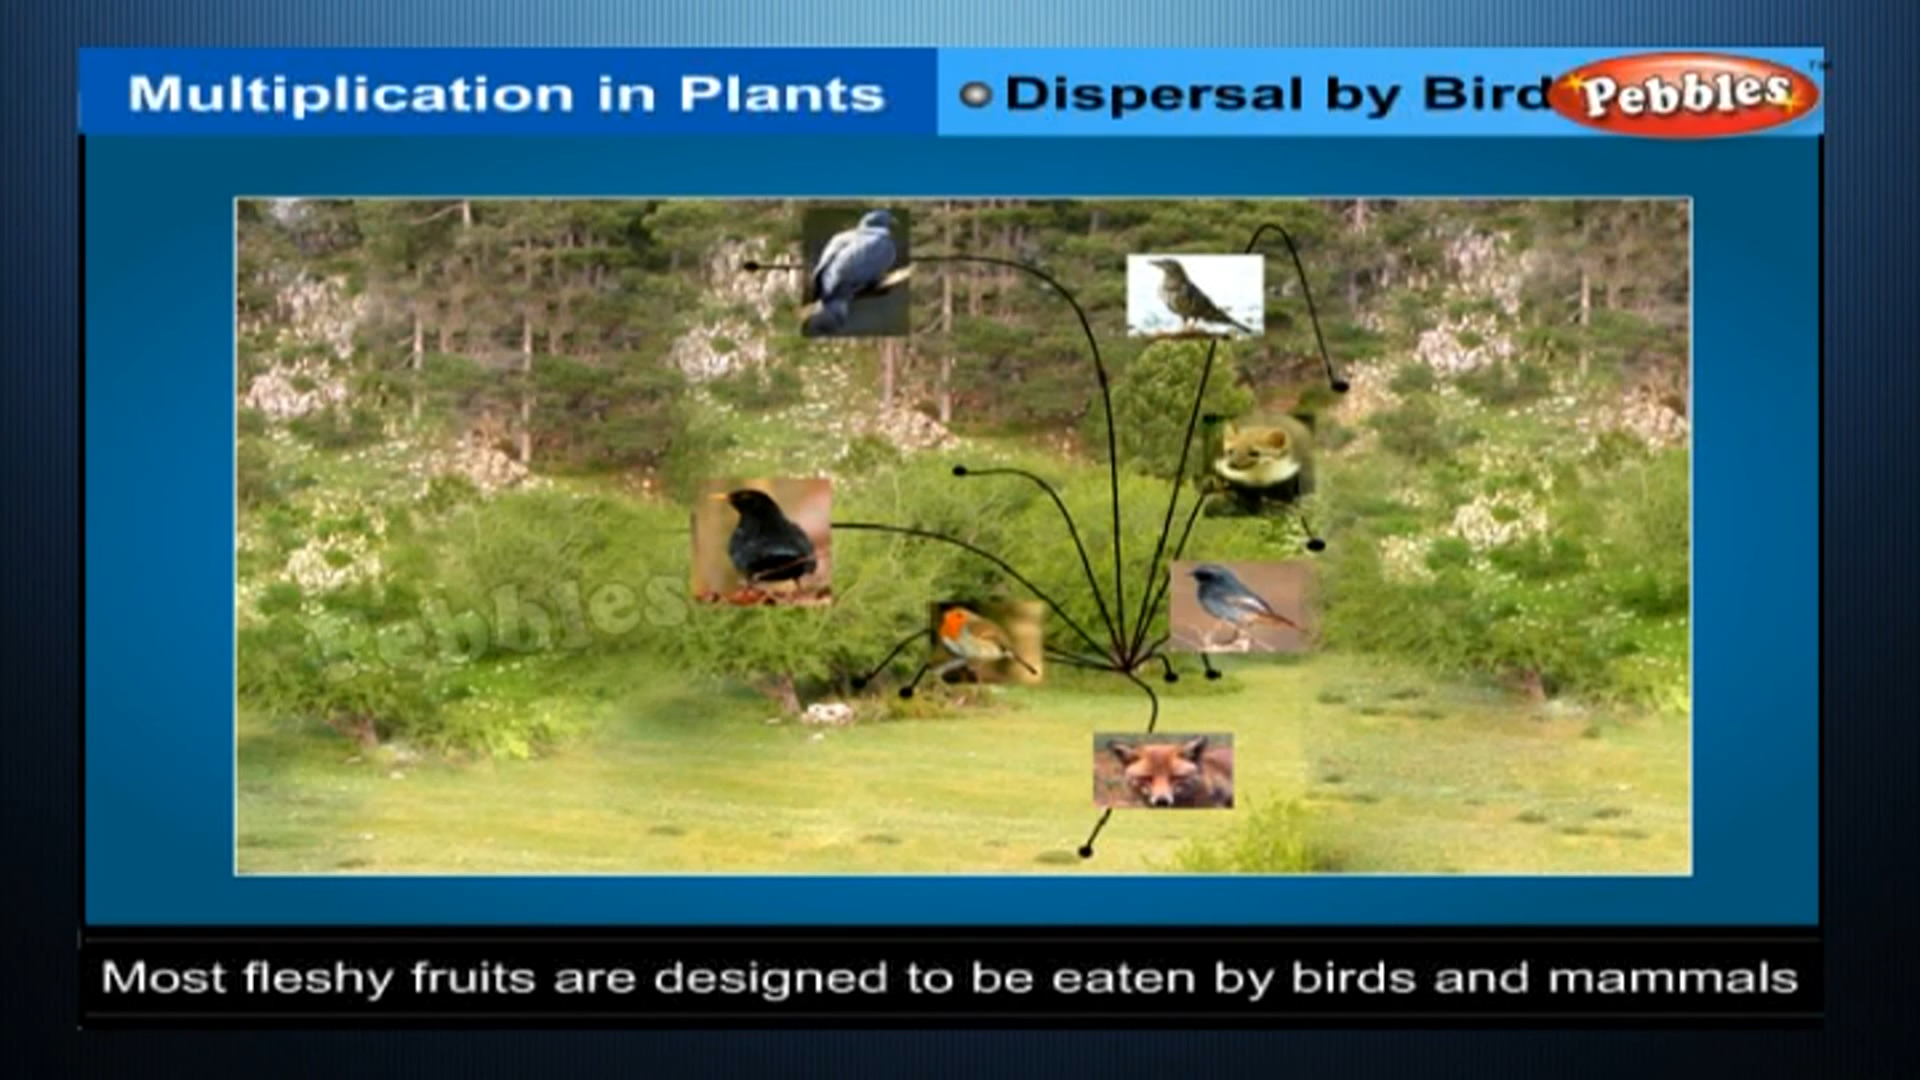 Multiplication in Plants
Dispersal by Bird
Pebbles
TM
Pebbles
Most fleshy fruits are designed to be eaten by birds and mammals